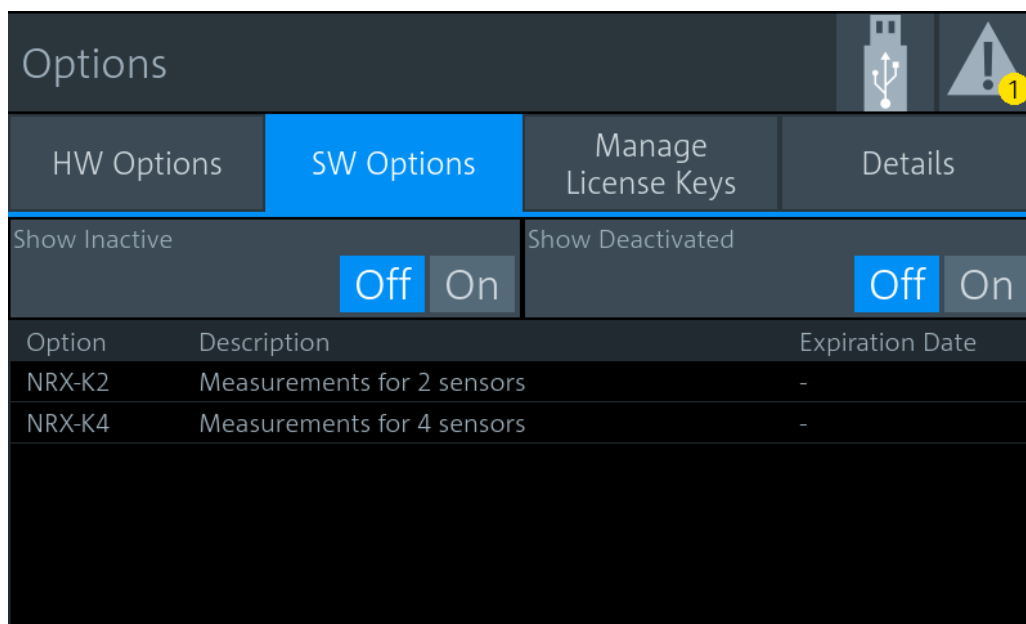 Options
1
HW Options
SW Options
Manage
License Keys
Details
Show Inactive
Off On
Show Deactivated
Off On
Option Description Expiration Date
NRX-K2 Measurements for 2 sensors -
NRX-K4 Measurements for 4 sensors -